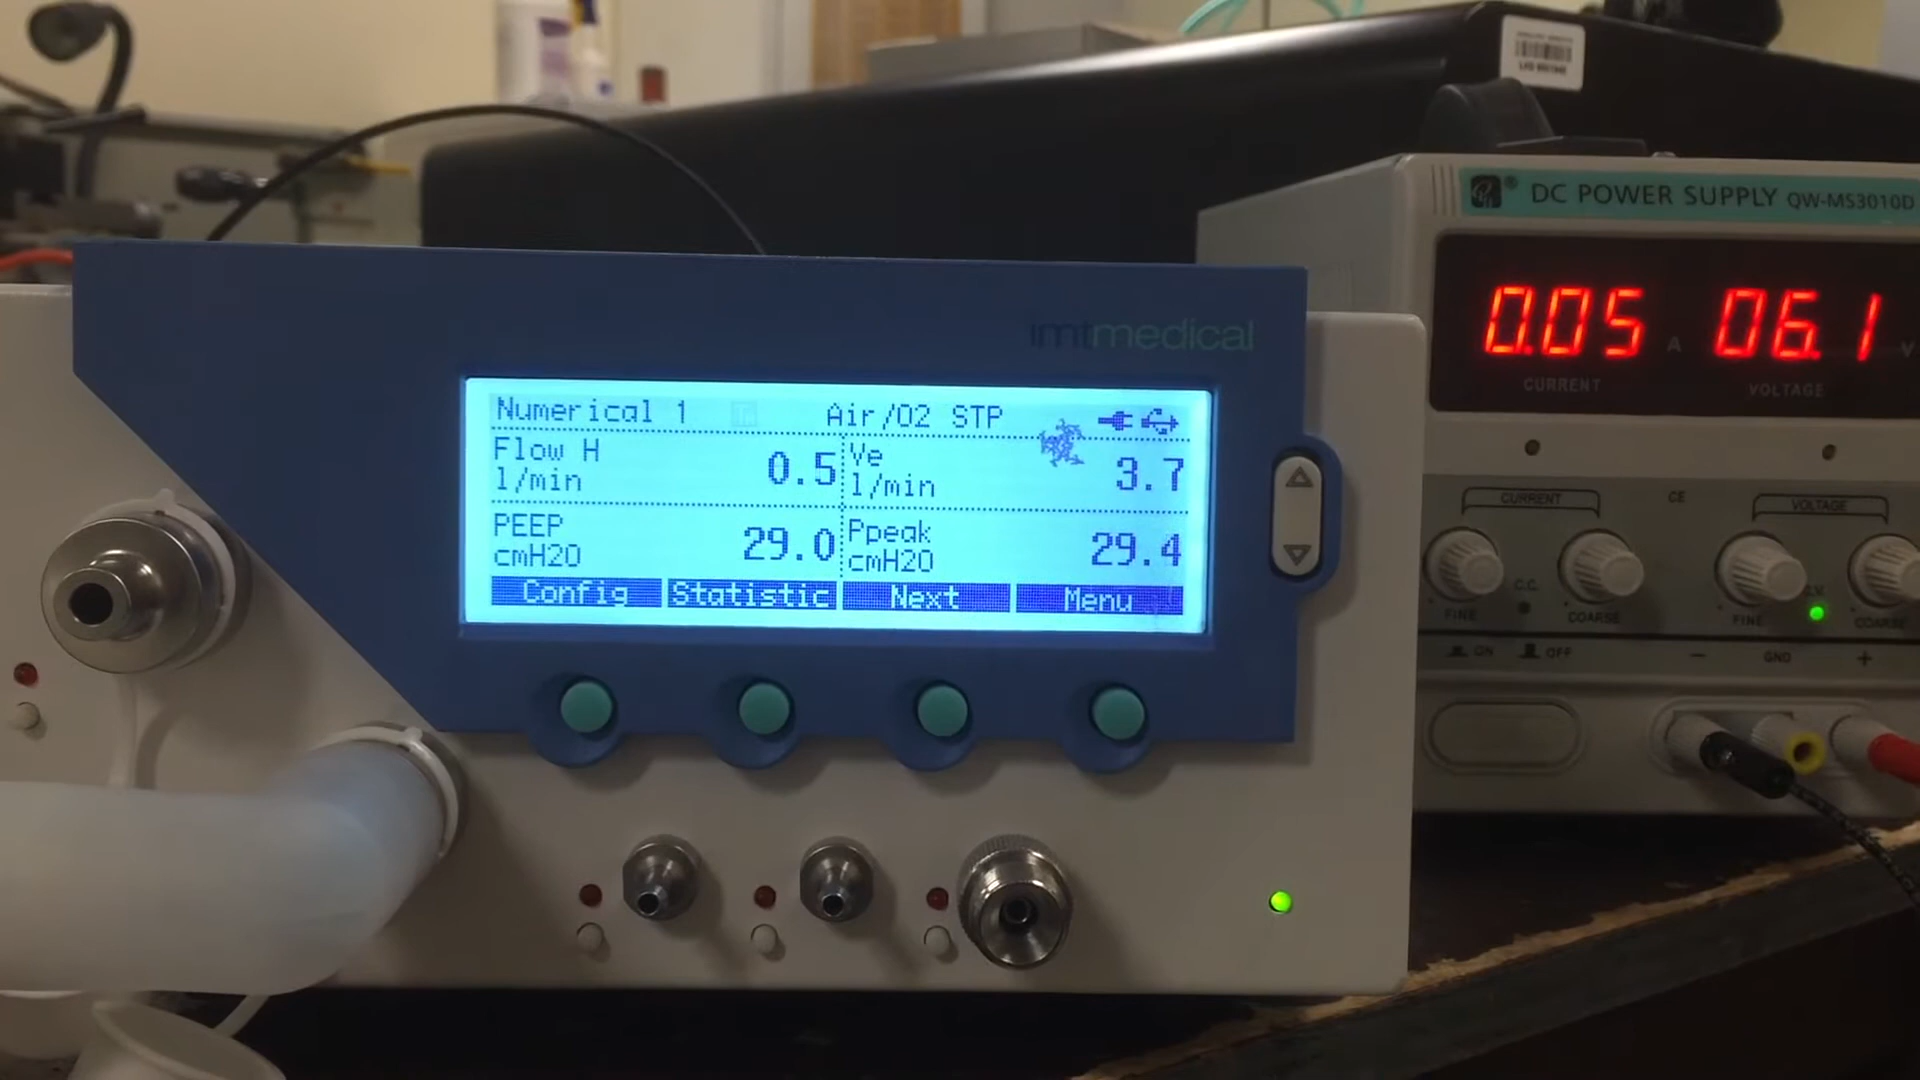 DC POWER SUPPLY QW-MS3010D
0.05 A 06.1 V
CURRENT VOLTAGE
imtmedical
Numerical 1 Air/O2 STP
Flow H
l/min 0.5
Ve
l/min 3.7
PEEP
cmH2O 29.0
Ppeak
cmH2O 29.4
Config Statistic Next Menu
CURRENT CE VOLTAGE
C.C. C.V.
FINE COARSE FINE COARSE
ON OFF − GND +